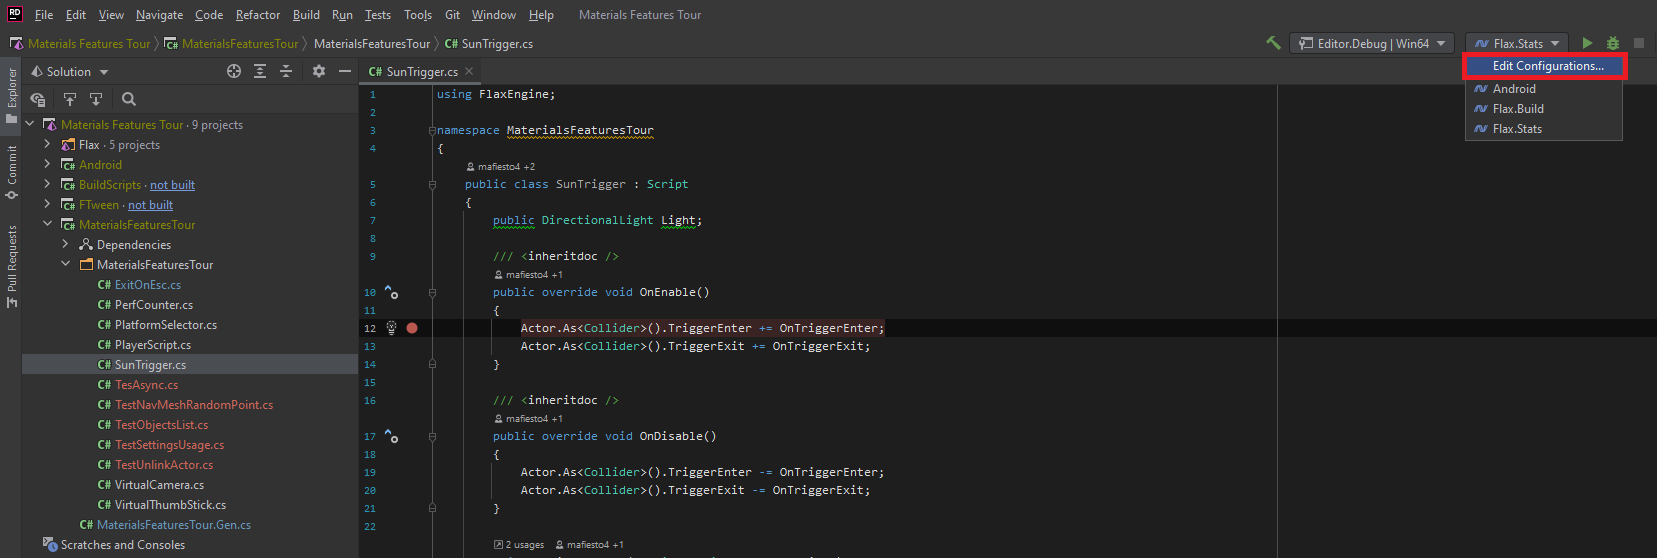 RD File Edit View Navigate Code Refactor Build Run Tests Tools Git Window Help Materials Features Tour
Materials Features Tour MaterialsFeaturesTour MaterialsFeaturesTour C# SunTrigger.cs Editor.Debug | Win64 Flax.Stats
Edit Configurations...
Android
Flax.Build
Flax.Stats
Explorer
Commit
Pull Requests
Solution
Materials Features Tour · 9 projects
Flax · 5 projects
C# Android
C# BuildScripts · not built
C# FTween · not built
C# MaterialsFeaturesTour
Dependencies
MaterialsFeaturesTour
C# ExitOnEsc.cs
C# PerfCounter.cs
C# PlatformSelector.cs
C# PlayerScript.cs
C# SunTrigger.cs
C# TesAsync.cs
C# TestNavMeshRandomPoint.cs
C# TestObjectsList.cs
C# TestSettingsUsage.cs
C# TestUnlinkActor.cs
C# VirtualCamera.cs
C# VirtualThumbStick.cs
C# MaterialsFeaturesTour.Gen.cs
Scratches and Consoles
C# SunTrigger.cs
1 using FlaxEngine;
2
3 namespace MaterialsFeaturesTour
4 {
mafiesto4 +2
5 public class SunTrigger : Script
6 {
7 public DirectionalLight Light;
8
9 /// <inheritdoc />
mafiesto4 +1
10 public override void OnEnable()
11 {
12 Actor.As<Collider>().TriggerEnter += OnTriggerEnter;
13 Actor.As<Collider>().TriggerExit += OnTriggerExit;
14 }
15
16 /// <inheritdoc />
mafiesto4 +1
17 public override void OnDisable()
18 {
19 Actor.As<Collider>().TriggerEnter -= OnTriggerEnter;
20 Actor.As<Collider>().TriggerExit -= OnTriggerExit;
21 }
22
2 usages mafiesto4 +1